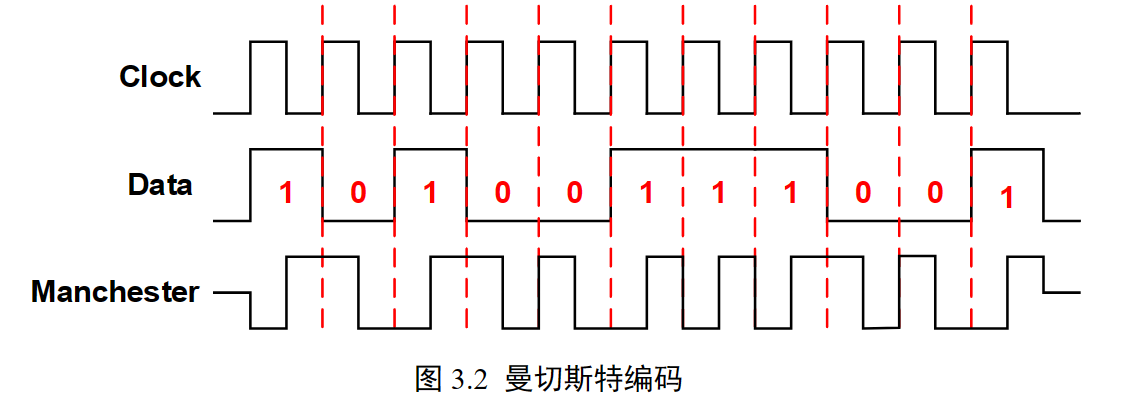 Clock
Data
1 0 1 0 0 1 1 1 0 0 1
Manchester
图 3.2 曼切斯特编码